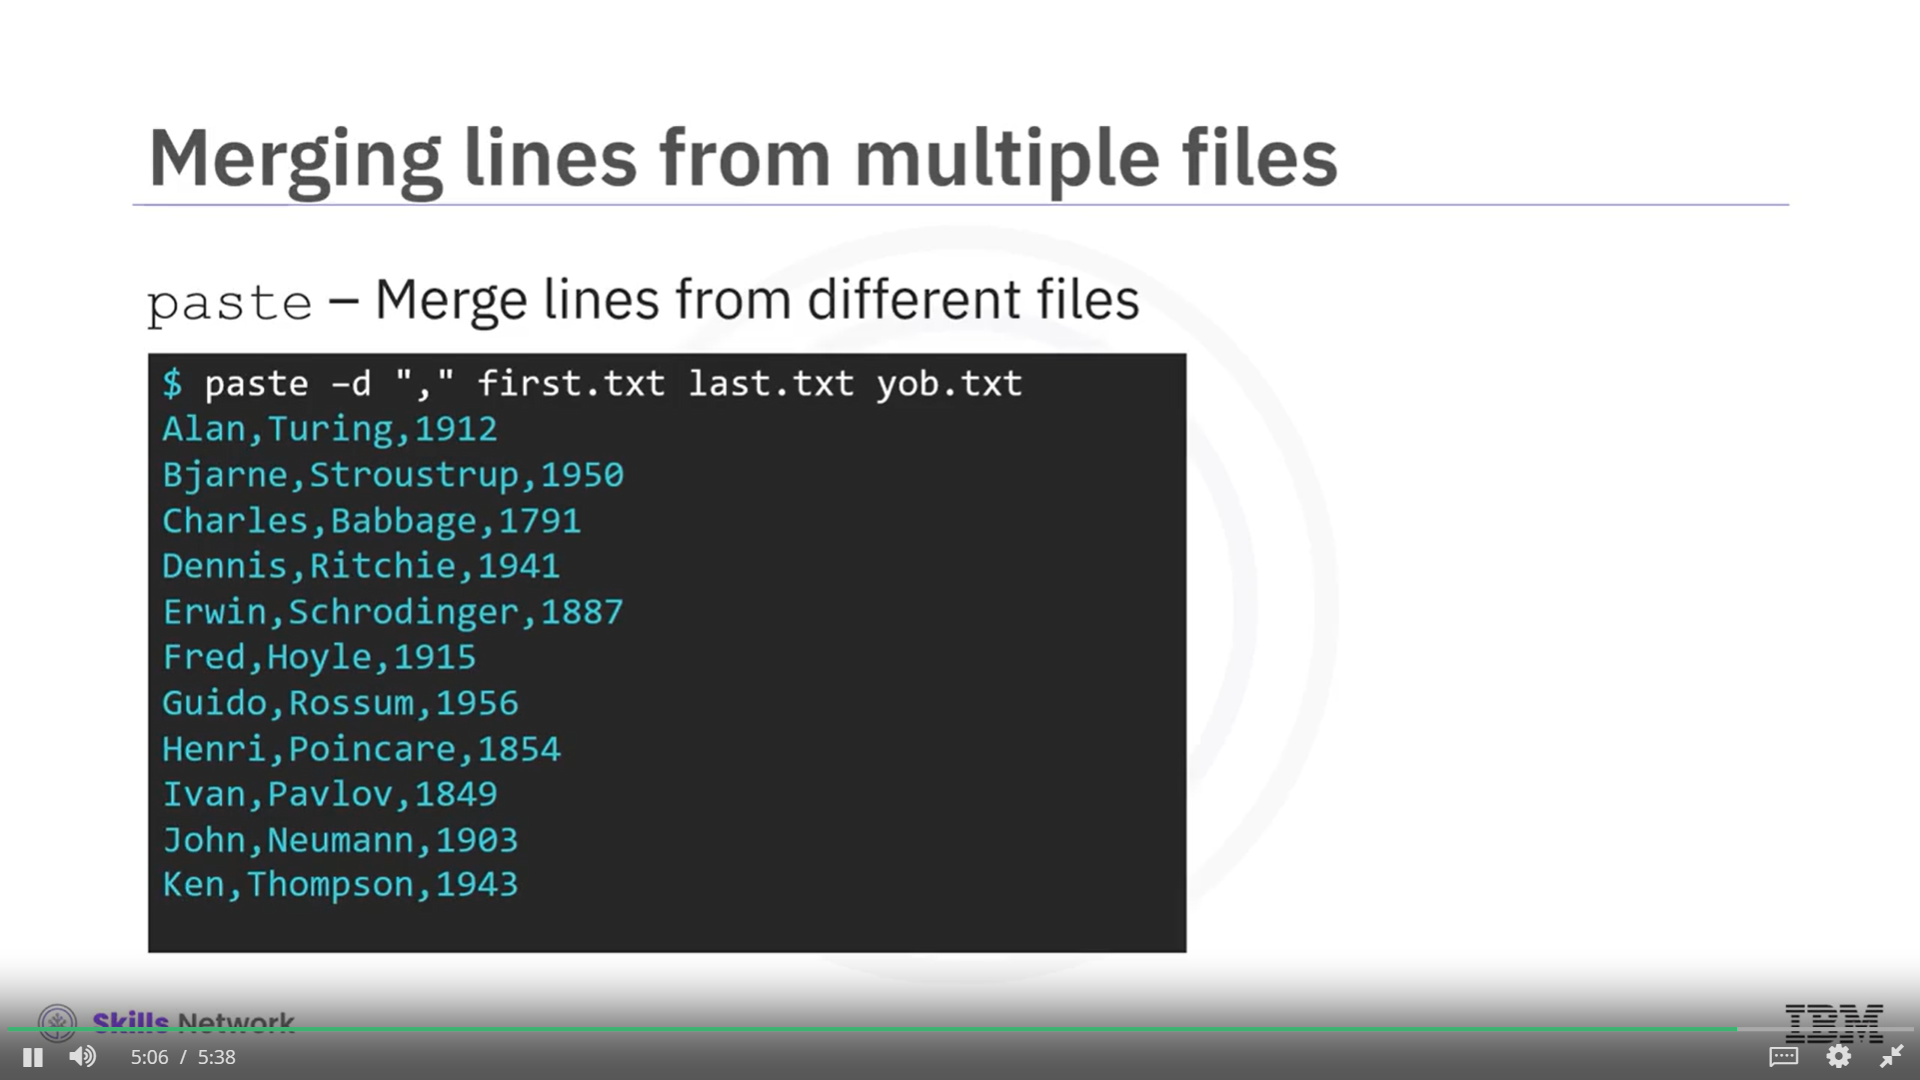 Merging lines from multiple files
paste – Merge lines from different files
$ paste –d "," first.txt last.txt yob.txt
Alan,Turing,1912
Bjarne,Stroustrup,1950
Charles,Babbage,1791
Dennis,Ritchie,1941
Erwin,Schrodinger,1887
Fred,Hoyle,1915
Guido,Rossum,1956
Henri,Poincare,1854
Ivan,Pavlov,1849
John,Neumann,1903
Ken,Thompson,1943
Skills Network
IBM
5:06 / 5:38